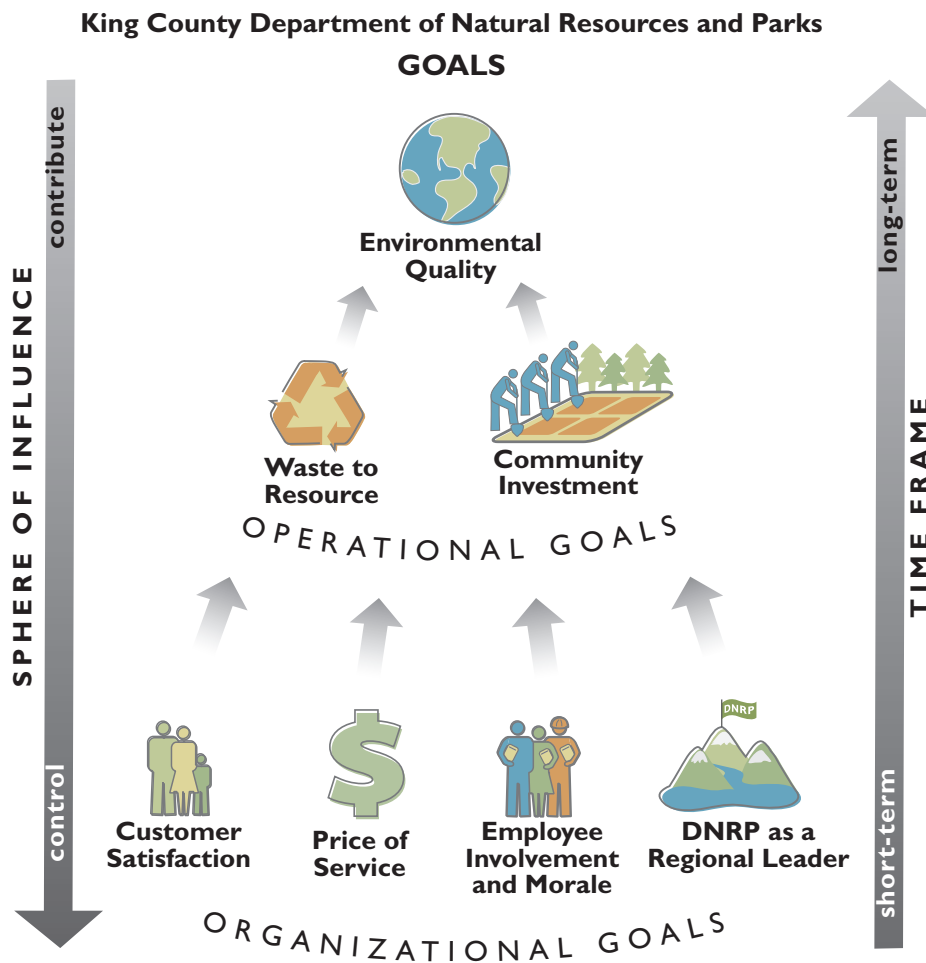 King County Department of Natural Resources and Parks
GOALS
SPHERE OF INFLUENCE
contribute
control
TIME FRAME
long-term
short-term
Environmental
Quality
Waste to
Resource
Community
Investment
OPERATIONAL GOALS
Customer
Satisfaction
Price of
Service
Employee
Involvement
and Morale
DNRP
DNRP as a
Regional Leader
ORGANIZATIONAL GOALS